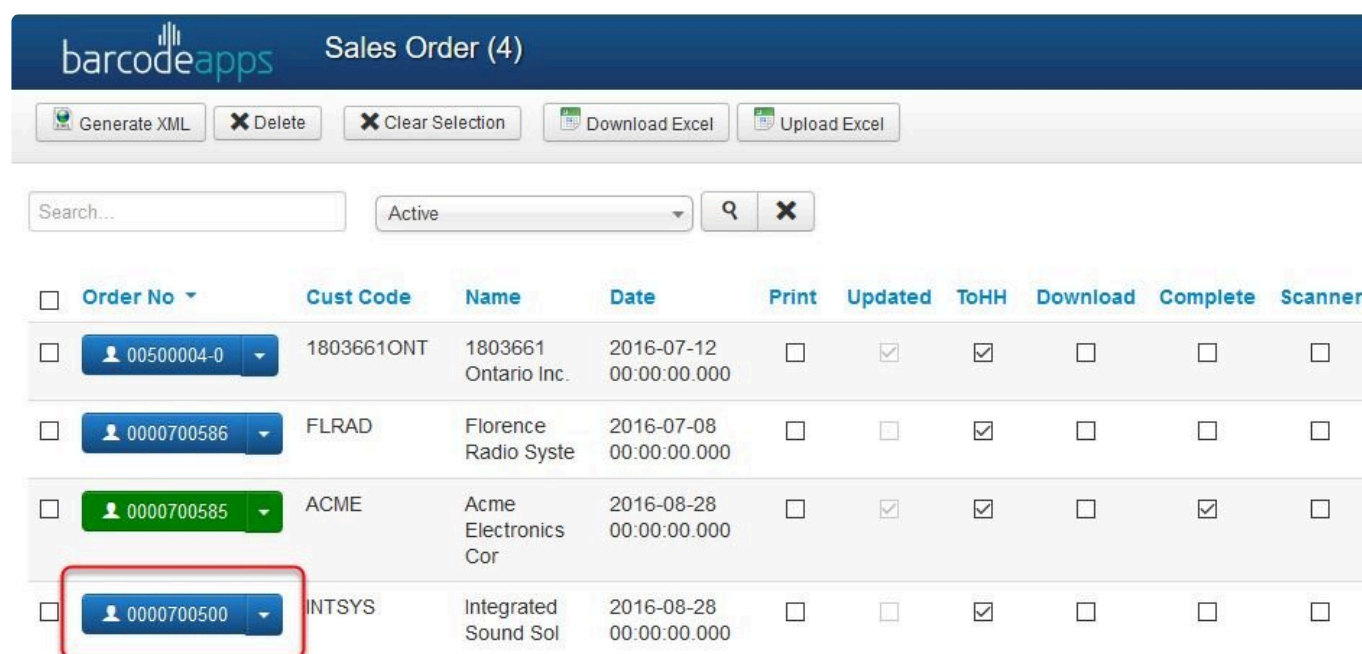 barcodeapps Sales Order (4)
Generate XML Delete Clear Selection Download Excel Upload Excel
Search... Active
Order No Cust Code Name Date Print Updated ToHH Download Complete Scanner
00500004-0 1803661ONT 1803661 2016-07-12
Ontario Inc. 00:00:00.000
0000700586 FLRAD Florence 2016-07-08
Radio Syste 00:00:00.000
0000700585 ACME Acme 2016-08-28
Electronics 00:00:00.000
Cor
0000700500 INTSYS Integrated 2016-08-28
Sound Sol 00:00:00.000